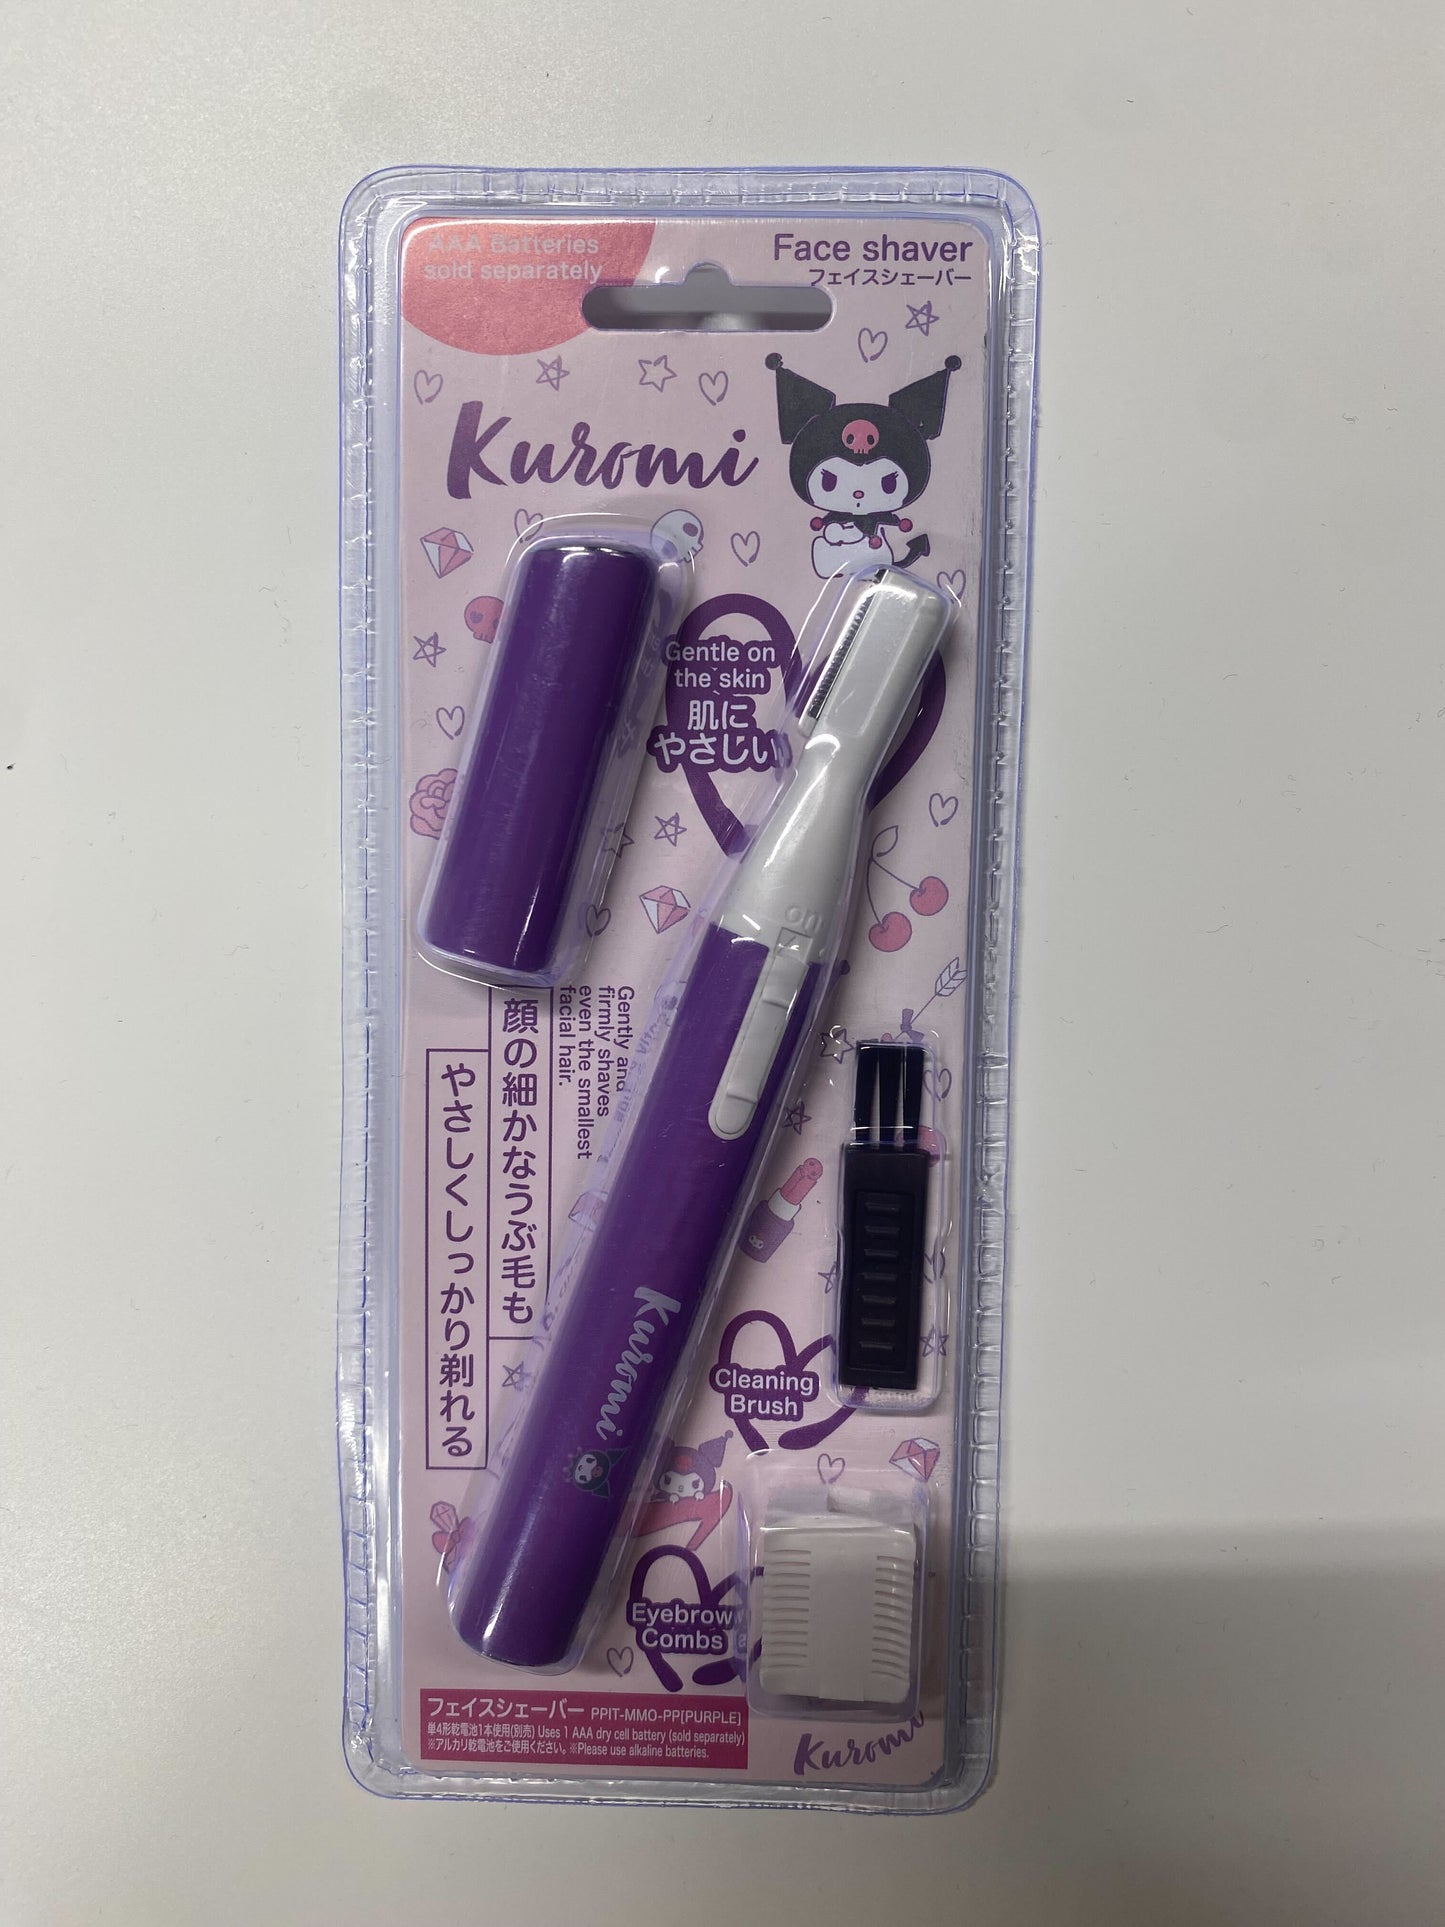 AAA Batteries
sold separately
Face shaver
フェイスシェーバー
Kuromi
Gentle on
the skin
肌に
やさしい
on
Gently and
firmly shaves
even the smallest
facial hair.
顔の細かなうぶ毛も
やさしくしっかり剃れる
Kuromi
Cleaning
Brush
Eyebrow
Combs
フェイスシェーバー PPIT-MMO-PP[PURPLE]
単4形乾電池1本使用(別売) Uses 1 AAA dry cell battery (sold separately)
※アルカリ乾電池をご使用ください。※Please use alkaline batteries.
Kuromi